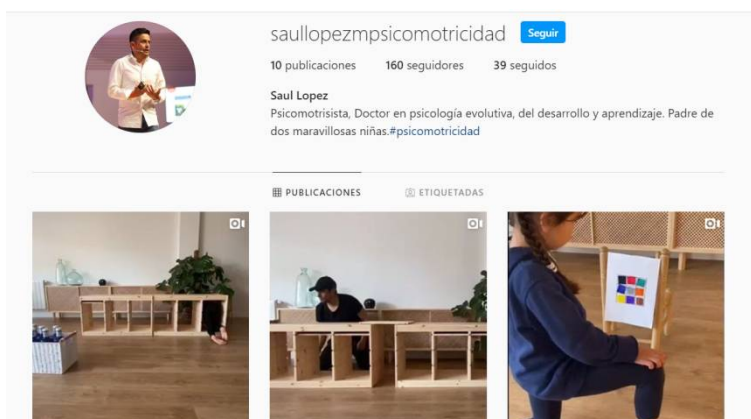 saullopezmpsicomotricidad Seguir
10 publicaciones 160 seguidores 39 seguidos
Saul Lopez
Psicomotrisista, Doctor en psicología evolutiva, del desarrollo y aprendizaje. Padre de
dos maravillosas niñas.#psicomotricidad
PUBLICACIONES ETIQUETADAS